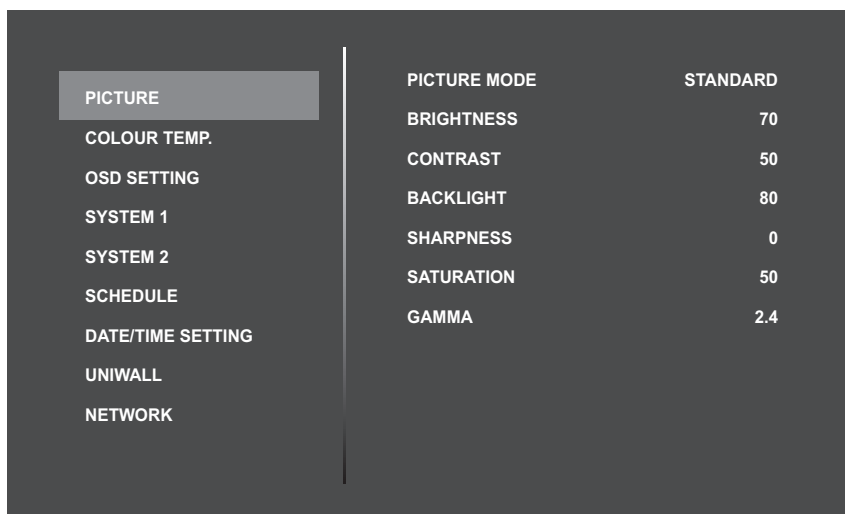 PICTURE
COLOUR TEMP.
OSD SETTING
SYSTEM 1
SYSTEM 2
SCHEDULE
DATE/TIME SETTING
UNIWALL
NETWORK
PICTURE MODE STANDARD
BRIGHTNESS 70
CONTRAST 50
BACKLIGHT 80
SHARPNESS 0
SATURATION 50
GAMMA 2.4